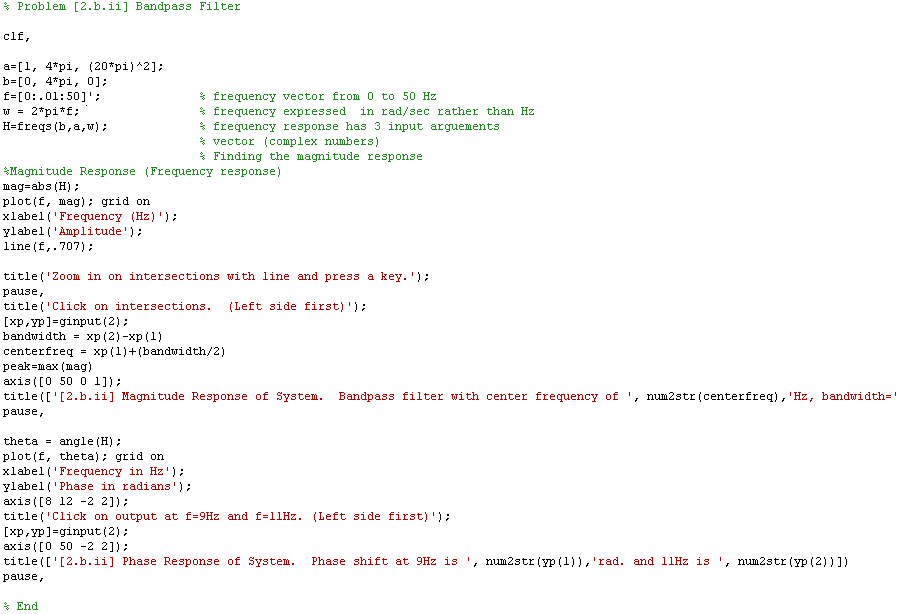 % Problem [2.b.ii] Bandpass Filter
clf,
a=[1, 4*pi, (20*pi)^2];
b=[0, 4*pi, 0];
f=[0:.01:50]'; % frequency vector from 0 to 50 Hz
w = 2*pi*f; % frequency expressed  in rad/sec rather than Hz
H=freqs(b,a,w); % frequency response has 3 input arguements
% vector (complex numbers)
% Finding the magnitude response
%Magnitude Response (Frequency response)
mag=abs(H);
plot(f, mag); grid on
xlabel('Frequency (Hz)');
ylabel('Amplitude');
line(f,.707);
title('Zoom in on intersections with line and press a key.');
pause,
title('Click on intersections.  (Left side first)');
[xp,yp]=ginput(2);
bandwidth = xp(2)-xp(1)
centerfreq = xp(1)+(bandwidth/2)
peak=max(mag)
axis([0 50 0 1]);
title(['[2.b.ii] Magnitude Response of System.  Bandpass filter with center frequency of ', num2str(centerfreq),'Hz, bandwidth='
pause,
theta = angle(H);
plot(f, theta); grid on
xlabel('Frequency in Hz');
ylabel('Phase in radians');
axis([8 12 -2 2]);
title('Click on output at f=9Hz and f=11Hz. (Left side first)');
[xp,yp]=ginput(2);
axis([0 50 -2 2]);
title(['[2.b.ii] Phase Response of System.  Phase shift at 9Hz is ', num2str(yp(1)),'rad. and 11Hz is ', num2str(yp(2))])
pause,
% End